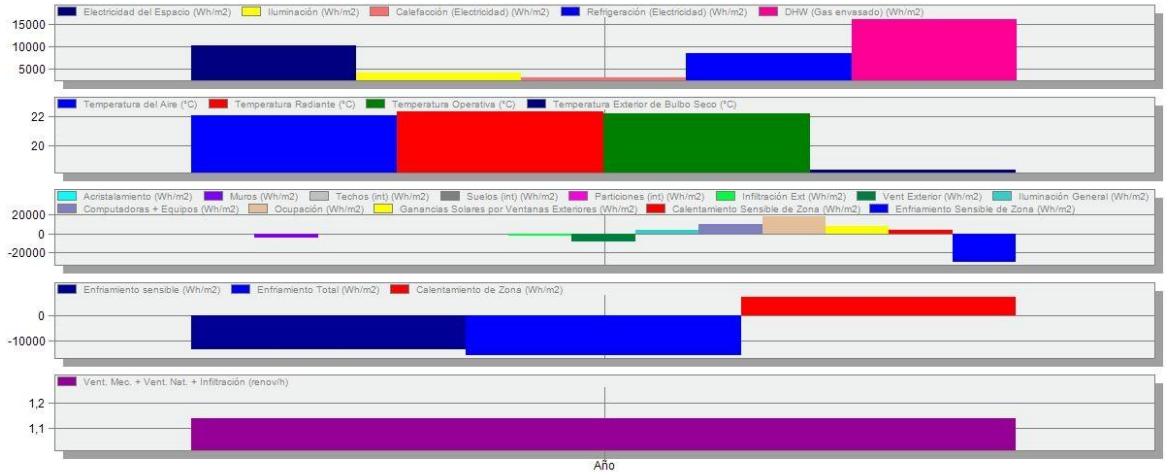 Electricidad del Espacio (Wh/m2) Iluminación (Wh/m2) Calefacción (Electricidad) (Wh/m2) Refrigeración (Electricidad) (Wh/m2) DHW (Gas envasado) (Wh/m2)
15000
10000
5000
Temperatura del Aire (°C) Temperatura Radiante (°C) Temperatura Operativa (°C) Temperatura Exterior de Bulbo Seco (°C)
22
20
Acristalamiento (Wh/m2) Muros (Wh/m2) Techos (int) (Wh/m2) Suelos (int) (Wh/m2) Particiones (int) (Wh/m2) Infiltración Ext (Wh/m2) Vent Exterior (Wh/m2) Iluminación General (Wh/m2)
Computadoras + Equipos (Wh/m2) Ocupación (Wh/m2) Ganancias Solares por Ventanas Exteriores (Wh/m2) Calentamiento Sensible de Zona (Wh/m2) Enfriamiento Sensible de Zona (Wh/m2)
20000
0
-20000
Enfriamiento sensible (Wh/m2) Enfriamiento Total (Wh/m2) Calentamiento de Zona (Wh/m2)
0
-10000
Vent. Mec. + Vent. Nat. + Infiltración (renov/h)
1,2
1,1
Año